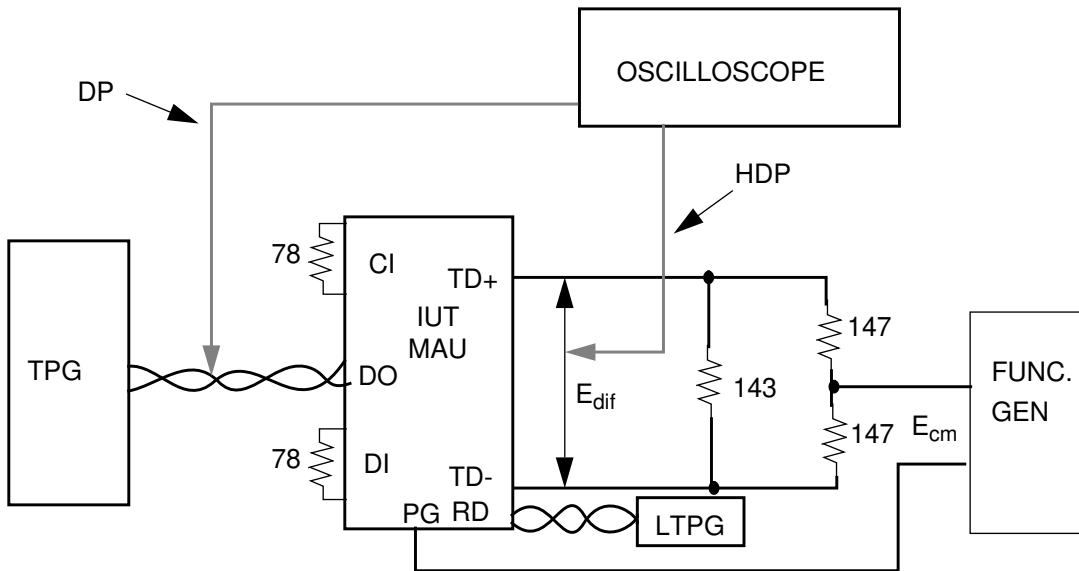 OSCILLOSCOPE
DP
HDP
78
CI
TD+
IUT
MAU
147
TPG
DO
E_dif
143
FUNC.
GEN
147
E_cm
78
DI
TD-
PG
RD
LTPG